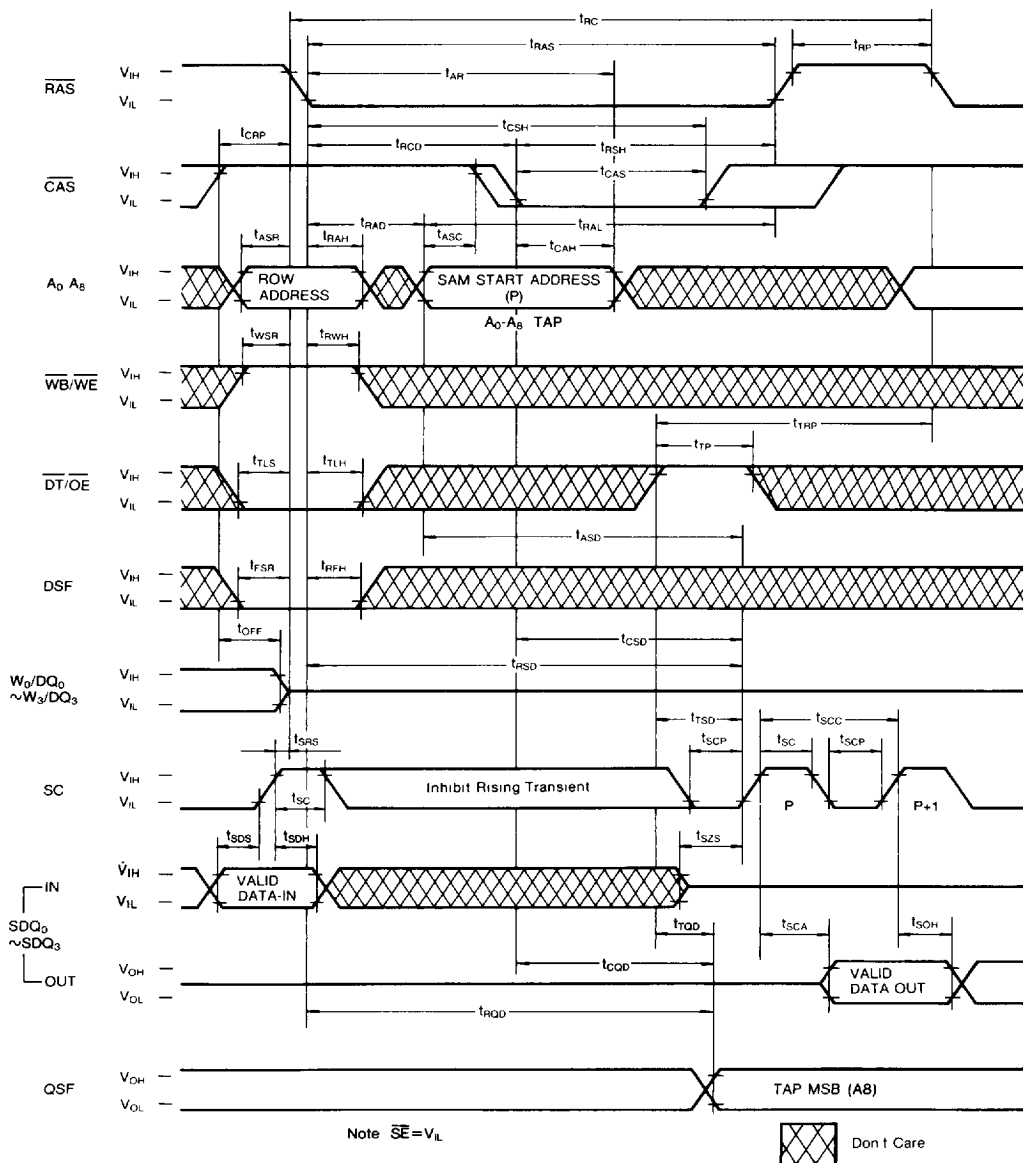 tRC
tRAS
tRP
tAR
RAS
VIH
VIL
tCRP
tCSH
tRCD
tRSH
tCAS
CAS
VIH
VIL
tRAD
tRAL
tASR
tRAH
tASC
tCAH
A0 A8
VIH
VIL
ROW
ADDRESS
SAM START ADDRESS
(P)
A0-A8 TAP
tWSR
tRWH
WB/WE
VIH
VIL
tTRP
tTP
tTLS
tTLH
DT/OE
VIH
VIL
tASD
tFSR
tRFH
DSF
VIH
VIL
tOFF
tCSD
tRSD
W0/DQ0
~W3/DQ3
VIH
VIL
tTSD
tSCC
tSRS
tSCP
tSC
tSCP
SC
VIH
VIL
tSC
Inhibit Rising Transient
P
P+1
tSDS
tSDH
tSZS
IN
VIH
VIL
VALID
DATA-IN
SDQ0
~SDQ3
tTQD
tSCA
tSOH
tCQD
OUT
VOH
VOL
VALID
DATA OUT
tRQD
QSF
VOH
VOL
TAP MSB (A8)
Note SE=VIL
Don t Care